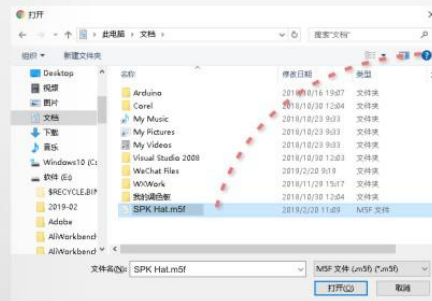 打开
此电脑 › 文档 ›
搜索"文档"
组织 新建文件夹
名称 修改日期 类型
Desktop
视频
图片
文档
下载
音乐
Windows10 (C:
软件 (E:)
$RECYCLE.BIN
2019-02
Adobe
AliWorkbench
AliWorkbench
Arduino 2018/10/16 19:07 文件夹
Corel 2018/10/30 12:04 文件夹
My Music 2018/10/23 9:33 文件夹
My Pictures 2018/10/23 9:33 文件夹
My Videos 2018/10/23 9:33 文件夹
Visual Studio 2008 2018/10/30 12:03 文件夹
WeChat Files 2019/2/20 9:18 文件夹
WXWork 2018/11/29 15:17 文件夹
我的调色板 2018/10/30 12:04 文件夹
SPK Hat.m5f 2019/2/20 11:09 M5F 文件
文件名(N): SPK Hat.m5f M5F 文件 (.m5f) (*.m5f)
打开(O) 取消